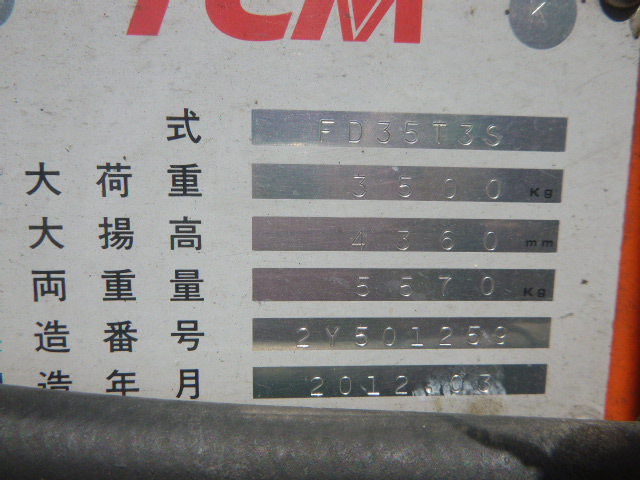 TCM
式 FD35T3S
大荷重 3500 Kg
大揚高 4360 mm
両重量 5570 Kg
造番号 2Y501259
造年月 2012.03